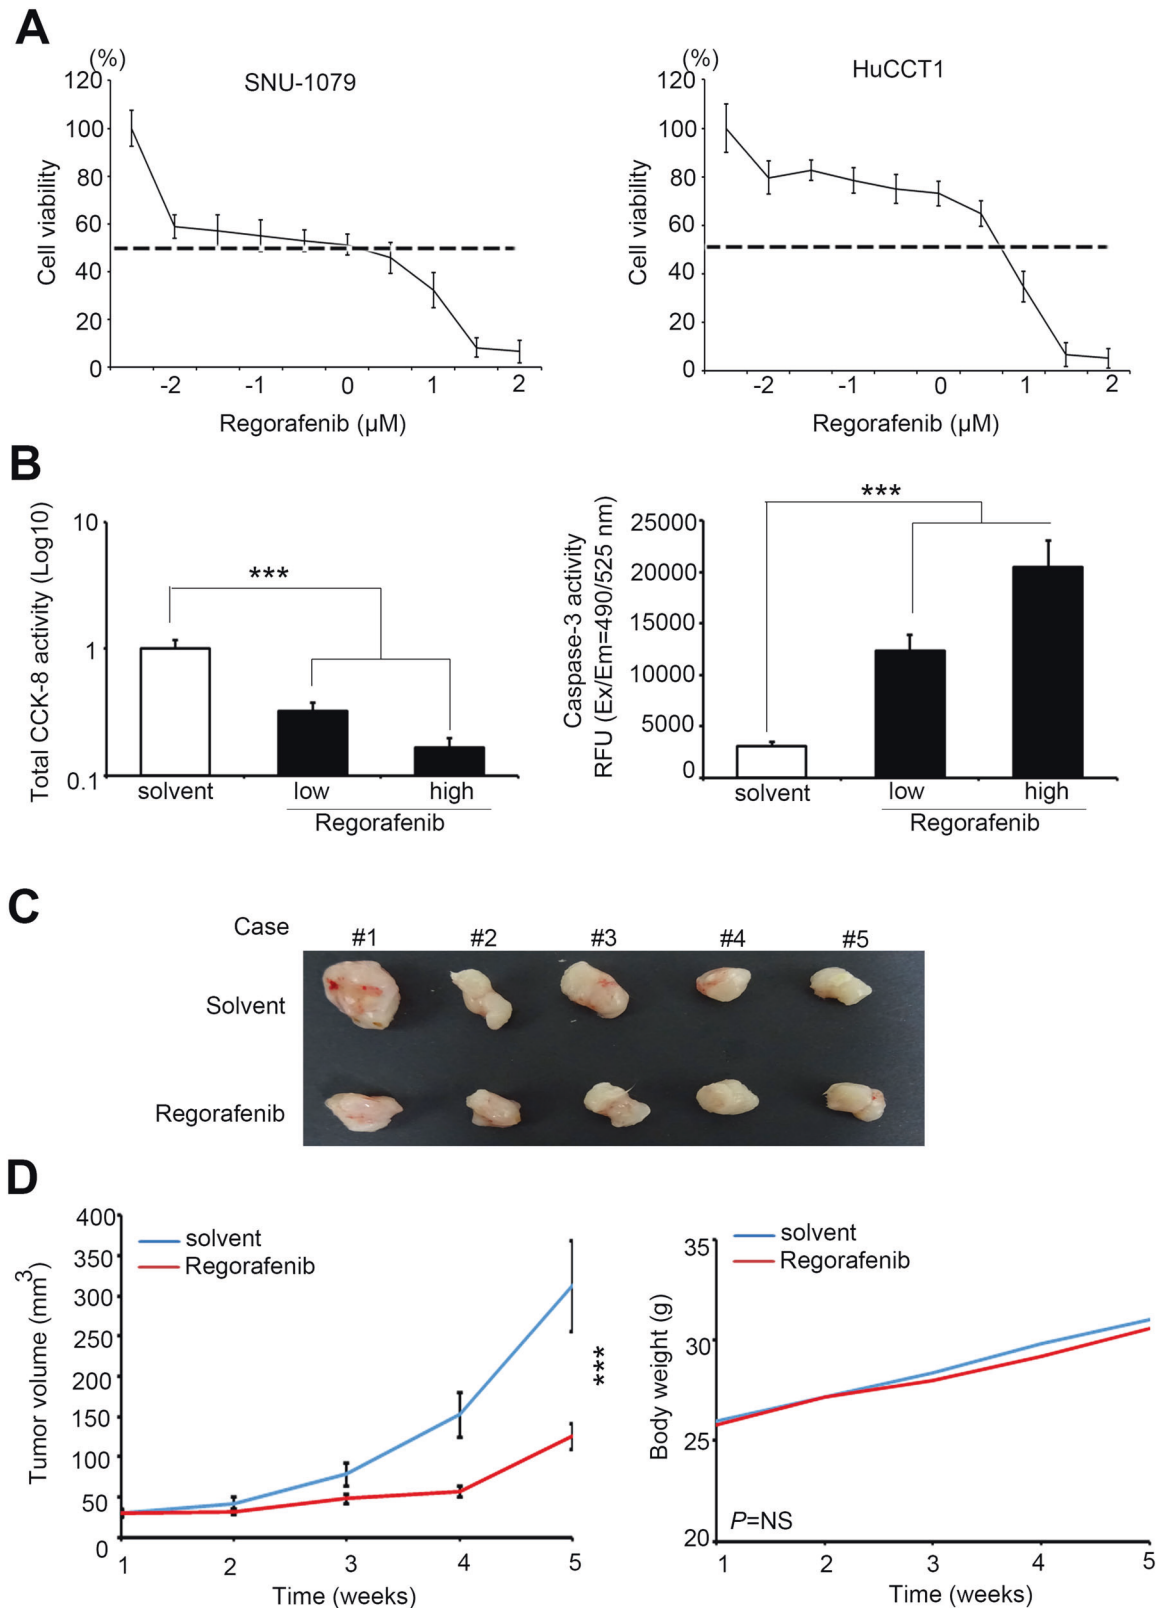 A
(%)
SNU-1079
120
100
80
60
40
20
0
Cell viability
-2 -1 0 1 2
Regorafenib (µM)
(%)
HuCCT1
120
100
80
60
40
20
0
Cell viability
-2 -1 0 1 2
Regorafenib (µM)
B
Total CCK-8 activity (Log10)
10
1
0.1
***
solvent low high
Regorafenib
Caspase-3 activity
RFU (Ex/Em=490/525 nm)
25000
20000
15000
10000
5000
0
***
solvent low high
Regorafenib
C
Case #1 #2 #3 #4 #5
Solvent
Regorafenib
D
Tumor volume (mm3)
400
350
300
250
200
150
100
50
0
solvent
Regorafenib
***
1 2 3 4 5
Time (weeks)
Body weight (g)
35
30
25
20
solvent
Regorafenib
P=NS
1 2 3 4 5
Time (weeks)